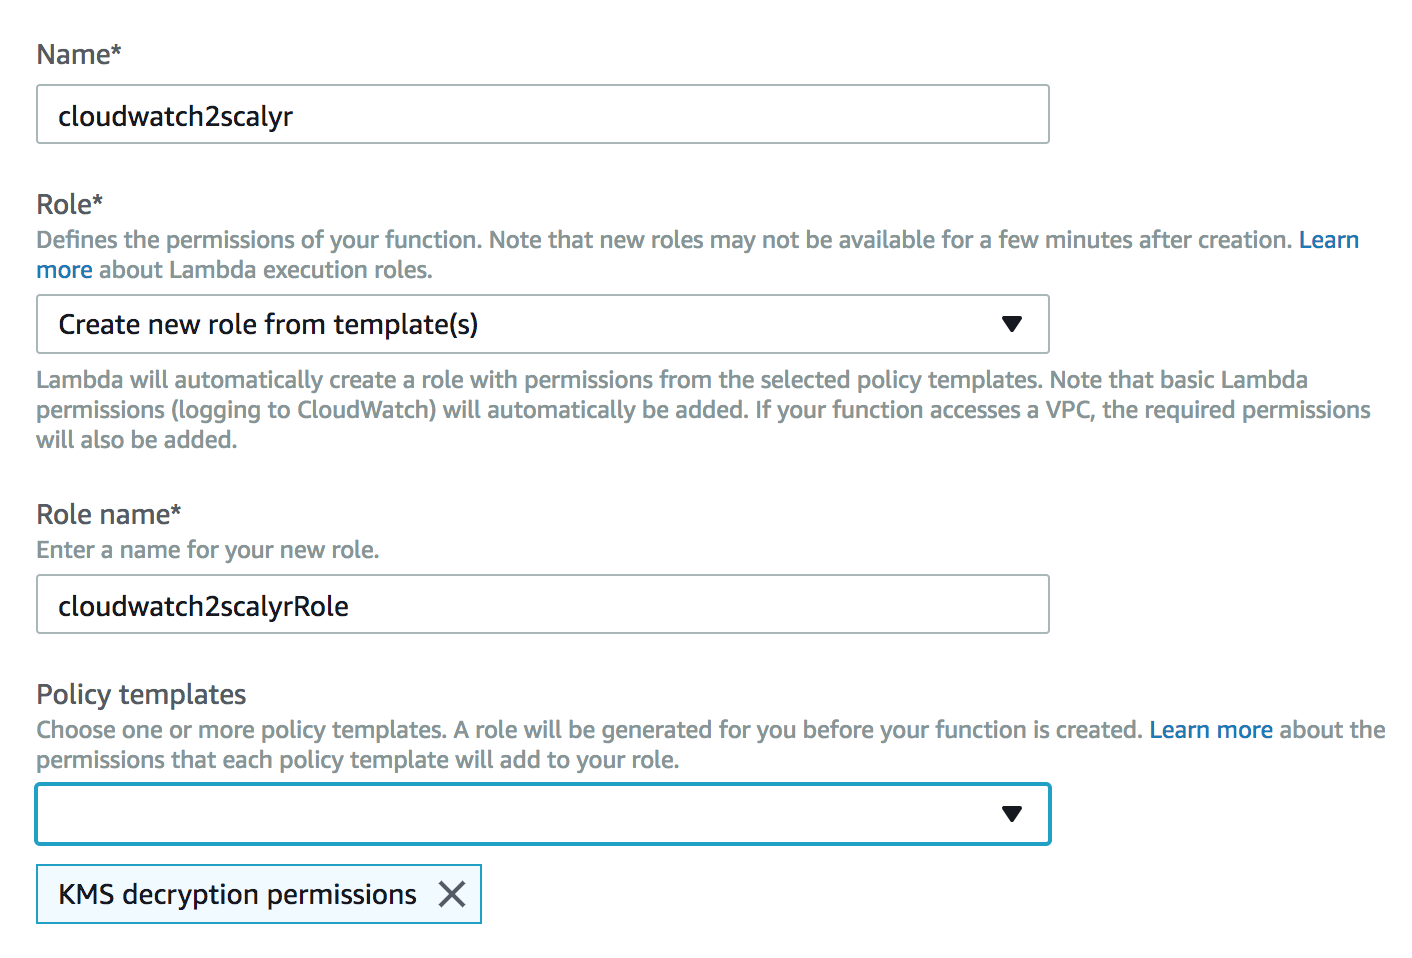 Name*
cloudwatch2scalyr
Role*
Defines the permissions of your function. Note that new roles may not be available for a few minutes after creation. Learn
more about Lambda execution roles.
Create new role from template(s)
Lambda will automatically create a role with permissions from the selected policy templates. Note that basic Lambda
permissions (logging to CloudWatch) will automatically be added. If your function accesses a VPC, the required permissions
will also be added.
Role name*
Enter a name for your new role.
cloudwatch2scalyrRole
Policy templates
Choose one or more policy templates. A role will be generated for you before your function is created. Learn more about the
permissions that each policy template will add to your role.
KMS decryption permissions